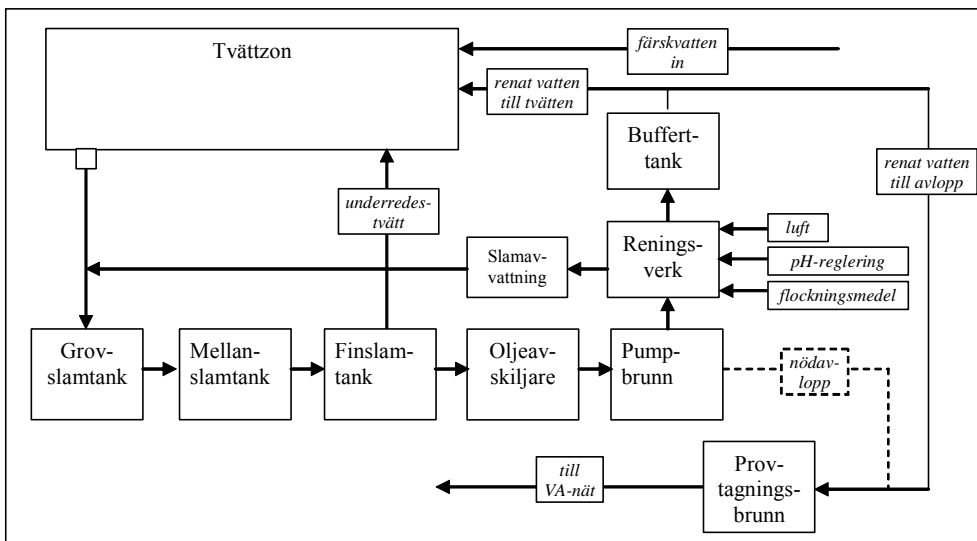 Tvättzon
färskvatten
in
renat vatten
till tvätten
Buffert-
tank
renat vatten
till avlopp
underredes-
tvätt
Slamav-
vattning
Renings-
verk
luft
pH-reglering
flockningsmedel
Grov-
slamtank
Mellan-
slamtank
Finslam-
tank
Oljeav-
skiljare
Pump-
brunn
nödav-
lopp
till
VA-nät
Prov-
tagnings-
brunn